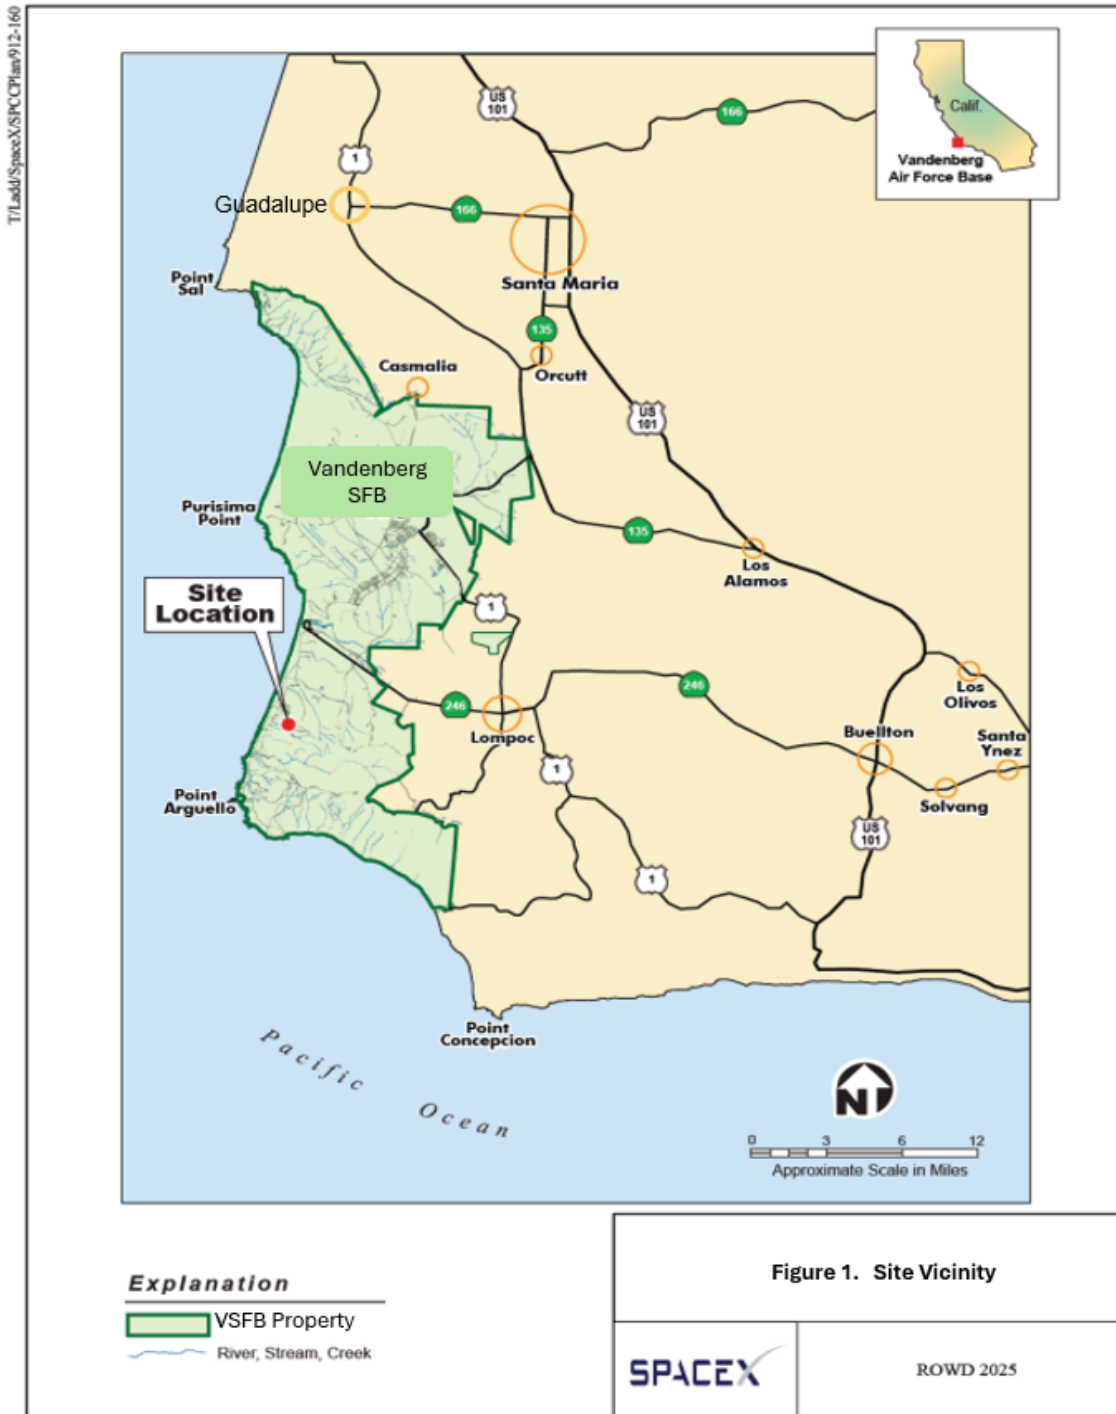 T/Ladd/SpaceX/SPCCPlan/912-160
Calif.
Vandenberg
Air Force Base
US
101
166
1
Guadalupe
166
Santa Maria
Point
Sal
135
Orcutt
Casmalia
US
101
Vandenberg
SFB
Purisima
Point
135
Los
Alamos
Site
Location
1
246
Lompoc
246
Los
Olivos
Buellton
Santa
Ynez
Solvang
1
Point
Arguello
US
101
1
Point
Concepcion
Pacific
Ocean
N
0 3 6 12
Approximate Scale in Miles
Explanation
VSFB Property
River, Stream, Creek
Figure 1. Site Vicinity
SPACEX
ROWD 2025